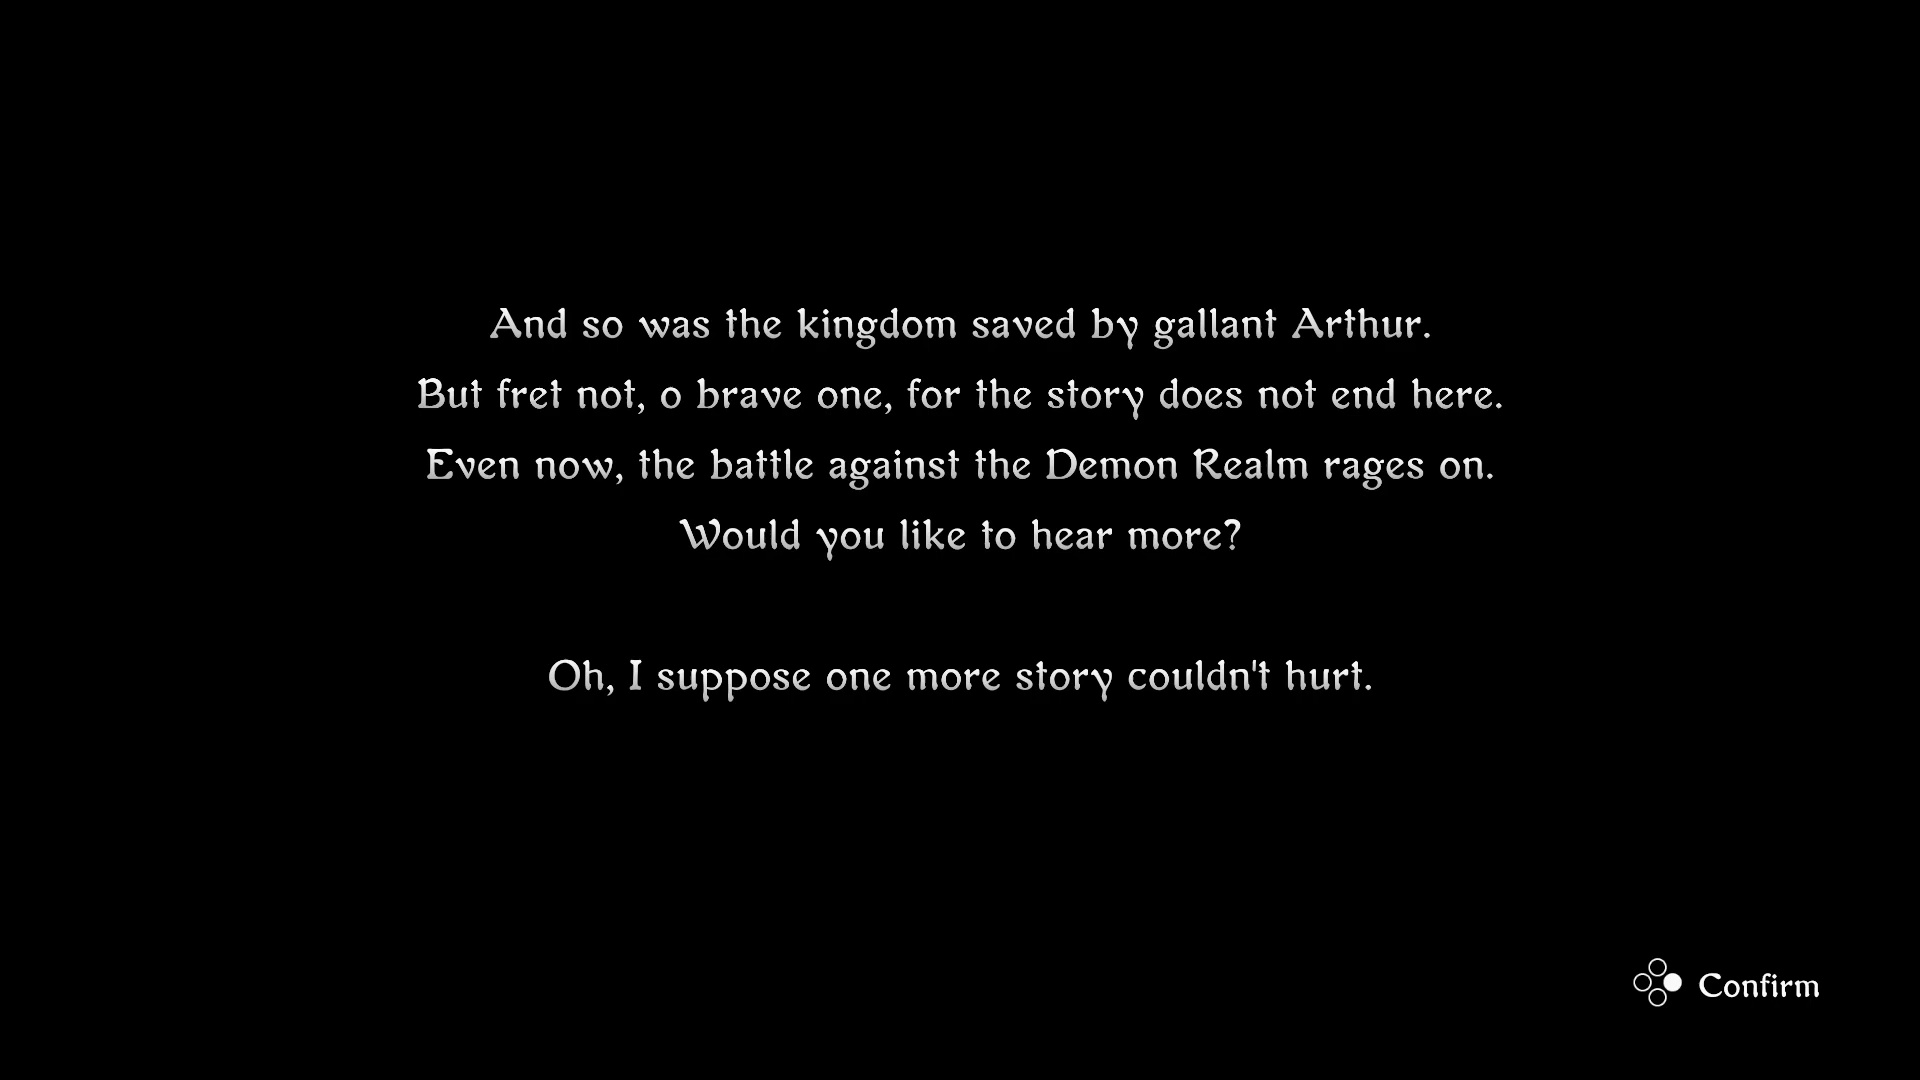 And so was the kingdom saved by gallant Arthur.
But fret not, o brave one, for the story does not end here.
Even now, the battle against the Demon Realm rages on.
Would you like to hear more?
Oh, I suppose one more story couldn't hurt.
Confirm